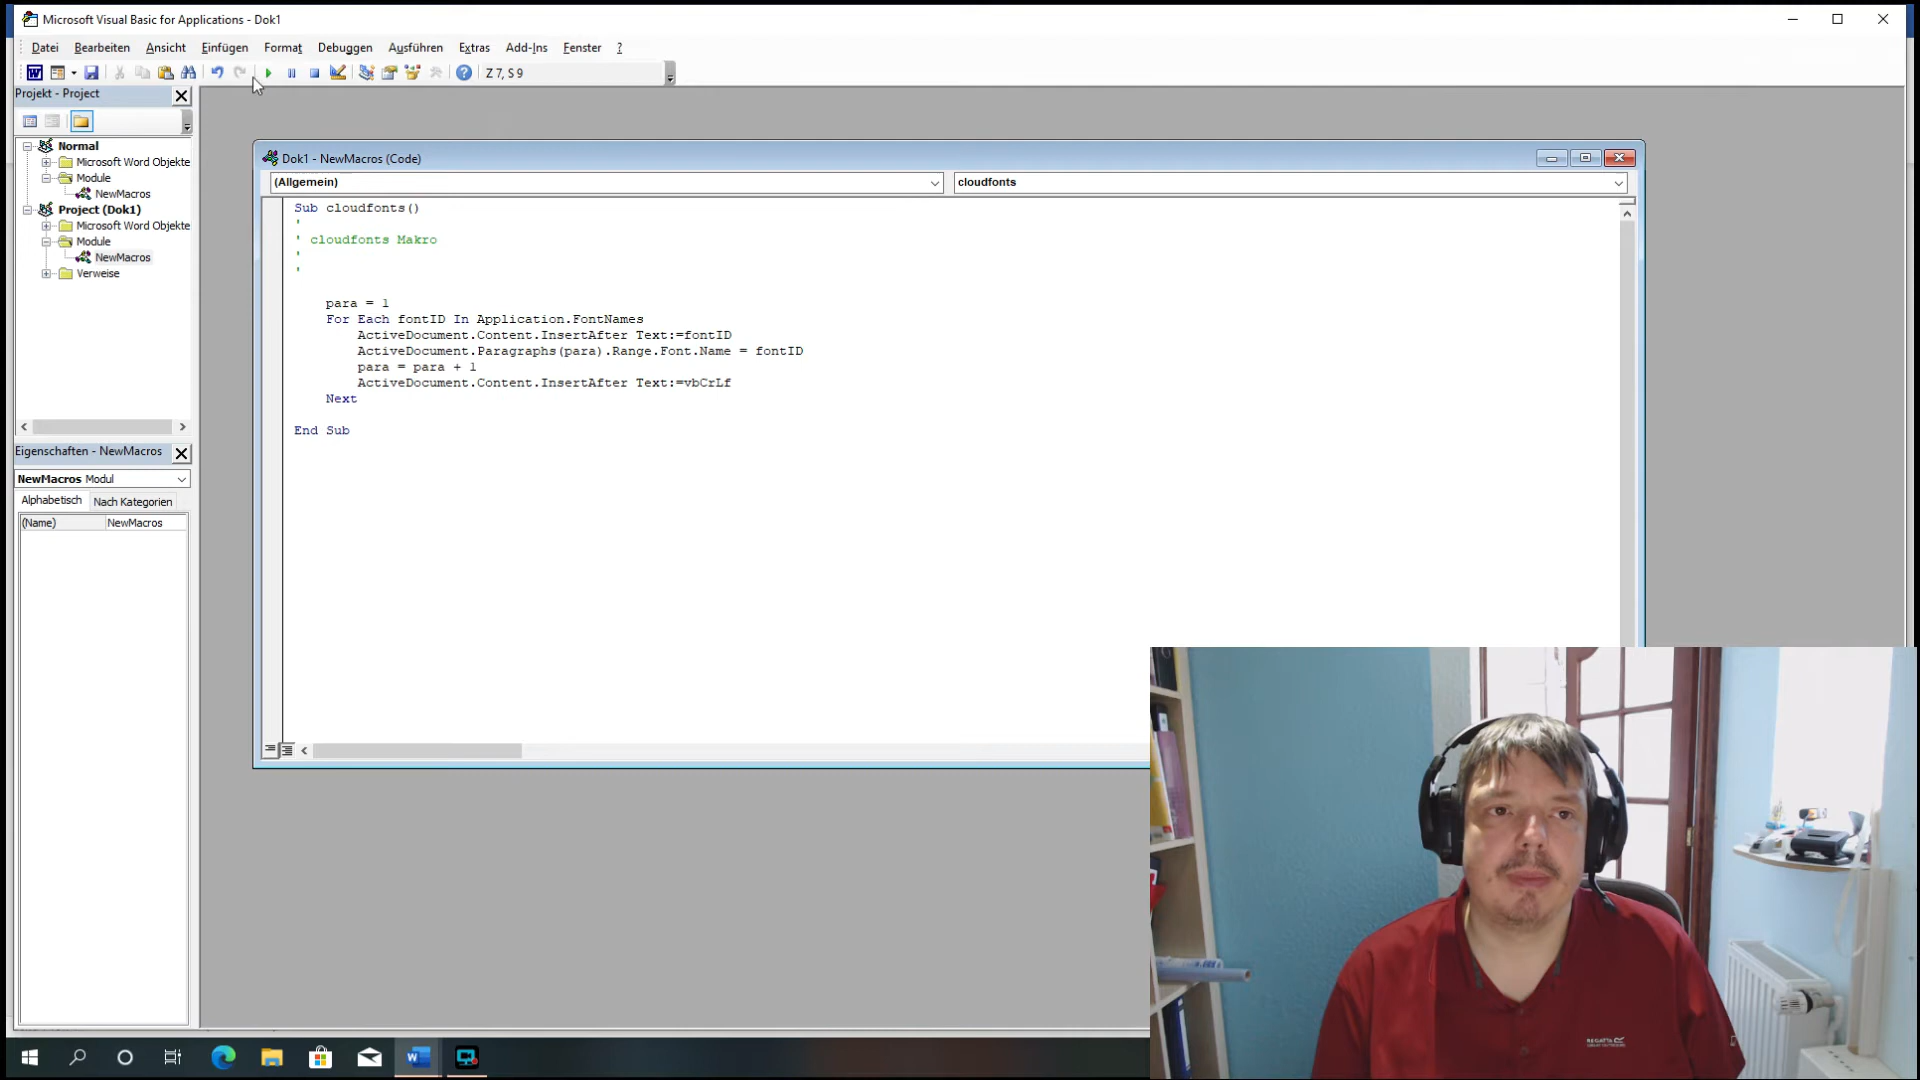 Microsoft Visual Basic for Applications - Dok1
Datei Bearbeiten Ansicht Einfügen Format Debuggen Ausführen Extras Add-Ins Fenster ?
Z 7, S 9
Projekt - Project
Normal
Microsoft Word Objekte
Module
NewMacros
Project (Dok1)
Microsoft Word Objekte
Module
NewMacros
Verweise
Eigenschaften - NewMacros
NewMacros Modul
Alphabetisch Nach Kategorien
(Name) NewMacros
Dok1 - NewMacros (Code)
(Allgemein) cloudfonts
Sub cloudfonts()
'
' cloudfonts Makro
'
'
para = 1
For Each fontID In Application.FontNames
ActiveDocument.Content.InsertAfter Text:=fontID
ActiveDocument.Paragraphs(para).Range.Font.Name = fontID
para = para + 1
ActiveDocument.Content.InsertAfter Text:=vbCrLf
Next
End Sub
REGATTA